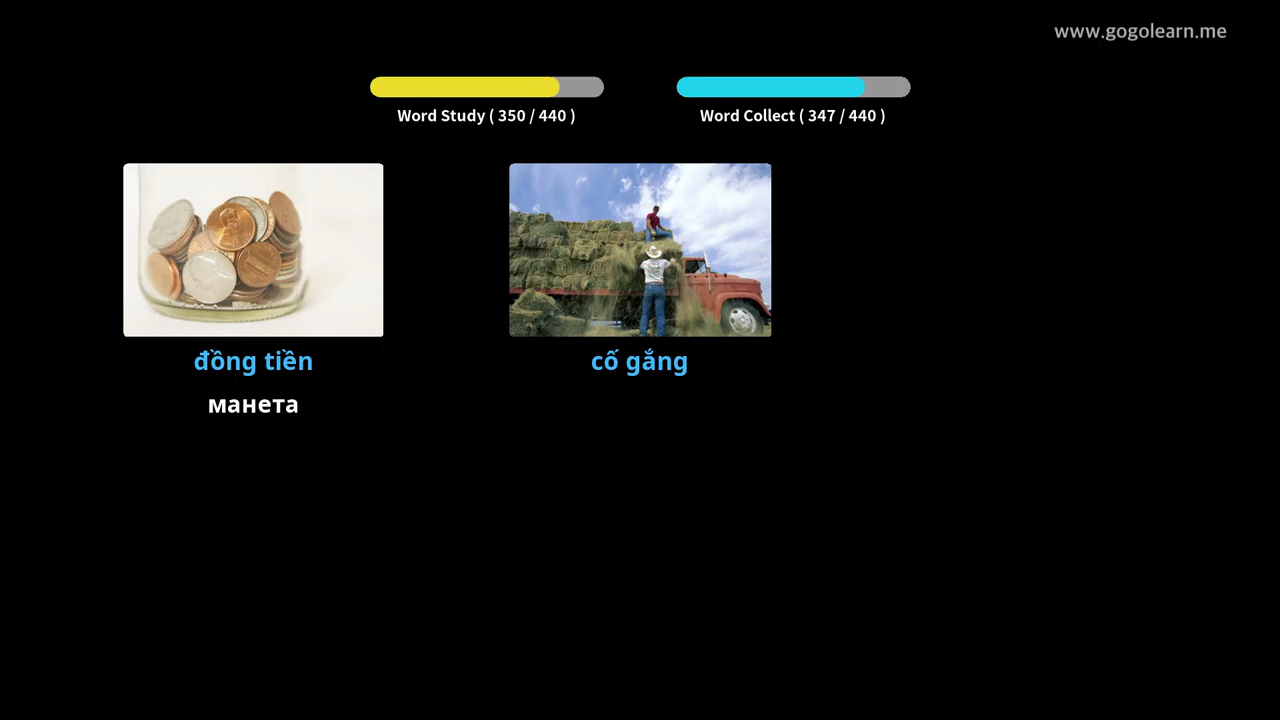 www.gogolearn.me
Word Study ( 350 / 440 )
Word Collect ( 347 / 440 )
đồng tiền
cố gắng
манета